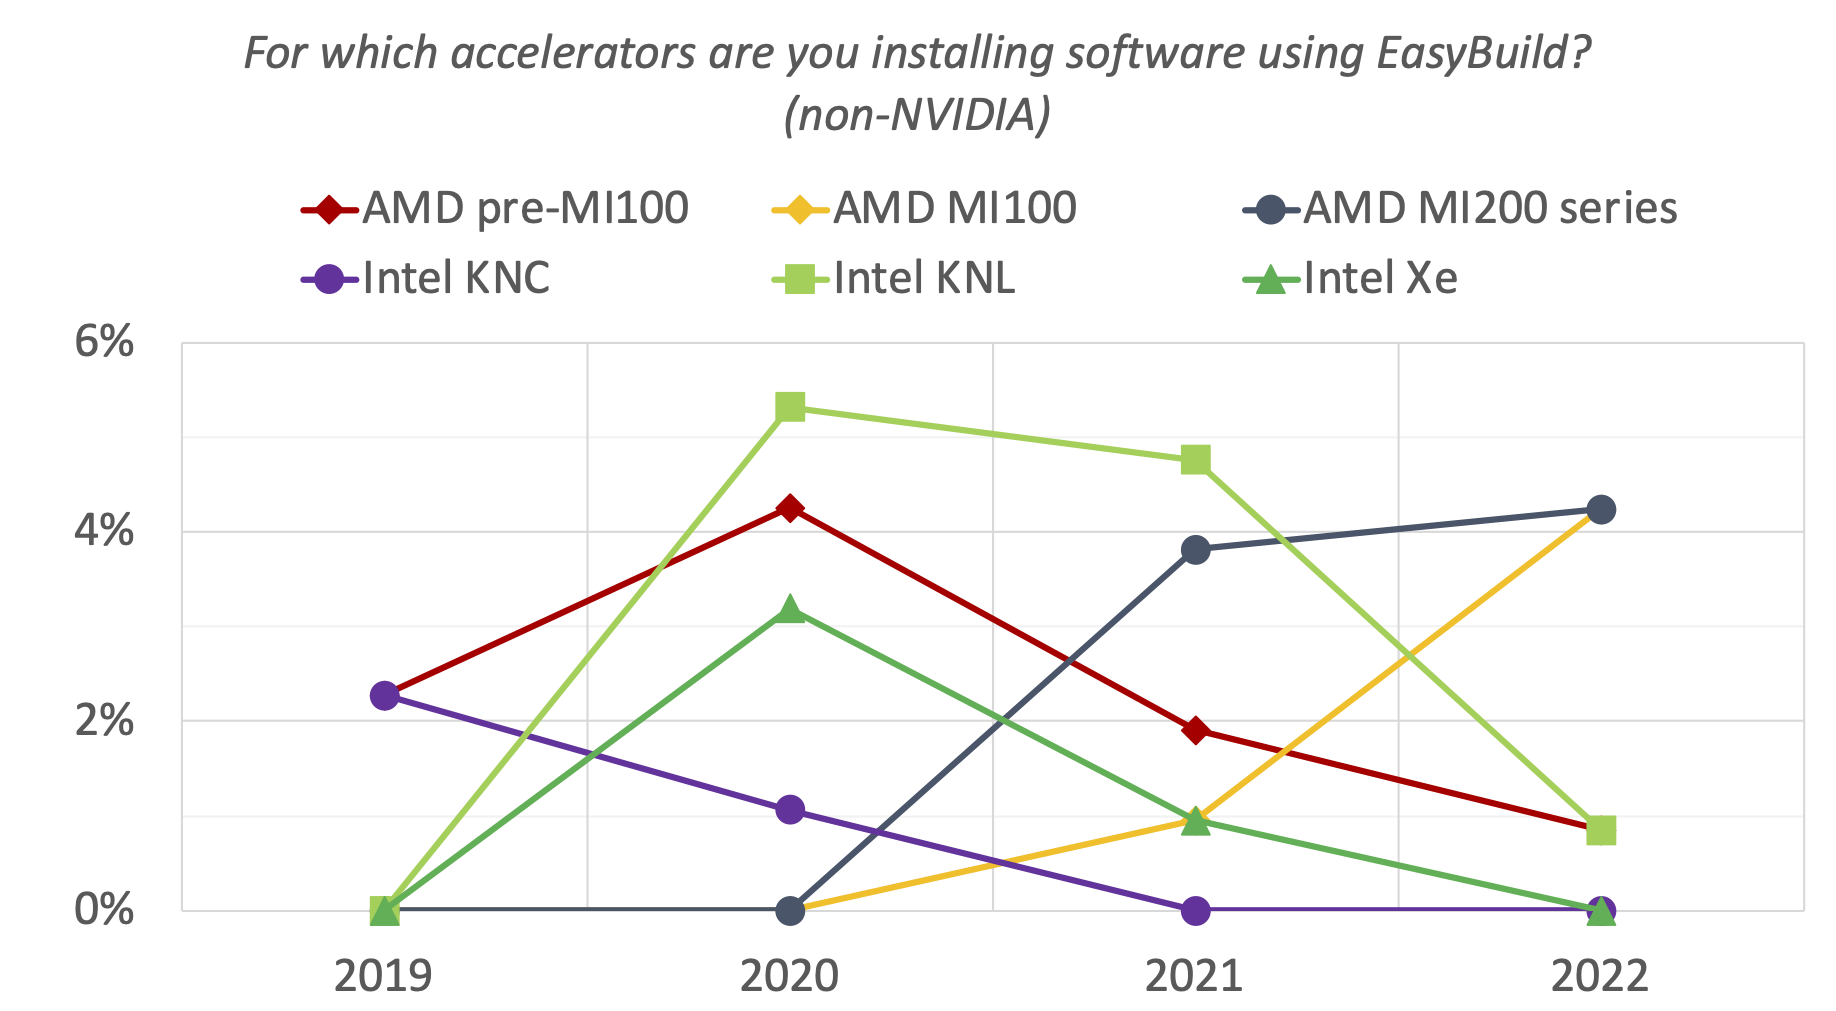 For which accelerators are you installing software using EasyBuild?
(non-NVIDIA)
AMD pre-MI100 AMD MI100 AMD MI200 series
Intel KNC Intel KNL Intel Xe
6%
4%
2%
0%
2019 2020 2021 2022